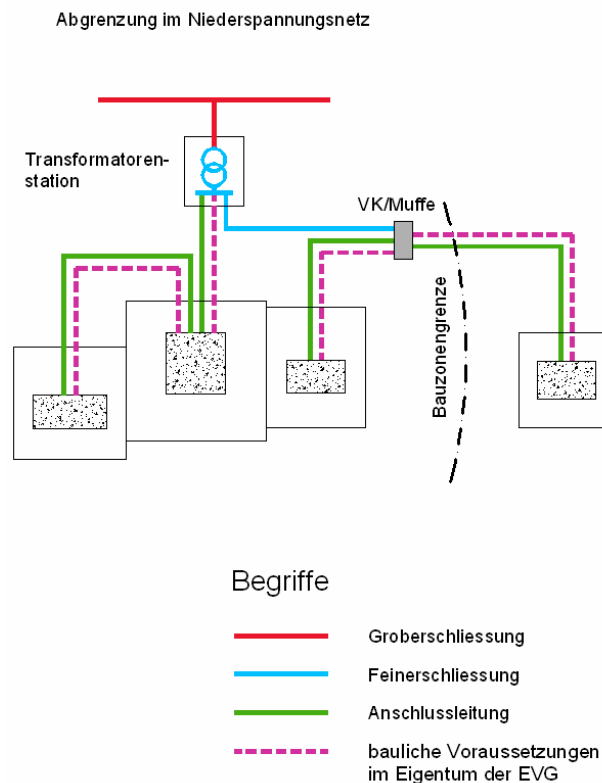 Abgrenzung im Niederspannungsnetz
Transformatoren-
station
VK/Muffe
Bauzonengrenze
Begriffe
Groberschliessung
Feinerschliessung
Anschlussleitung
bauliche Voraussetzungen
im Eigentum der EVG